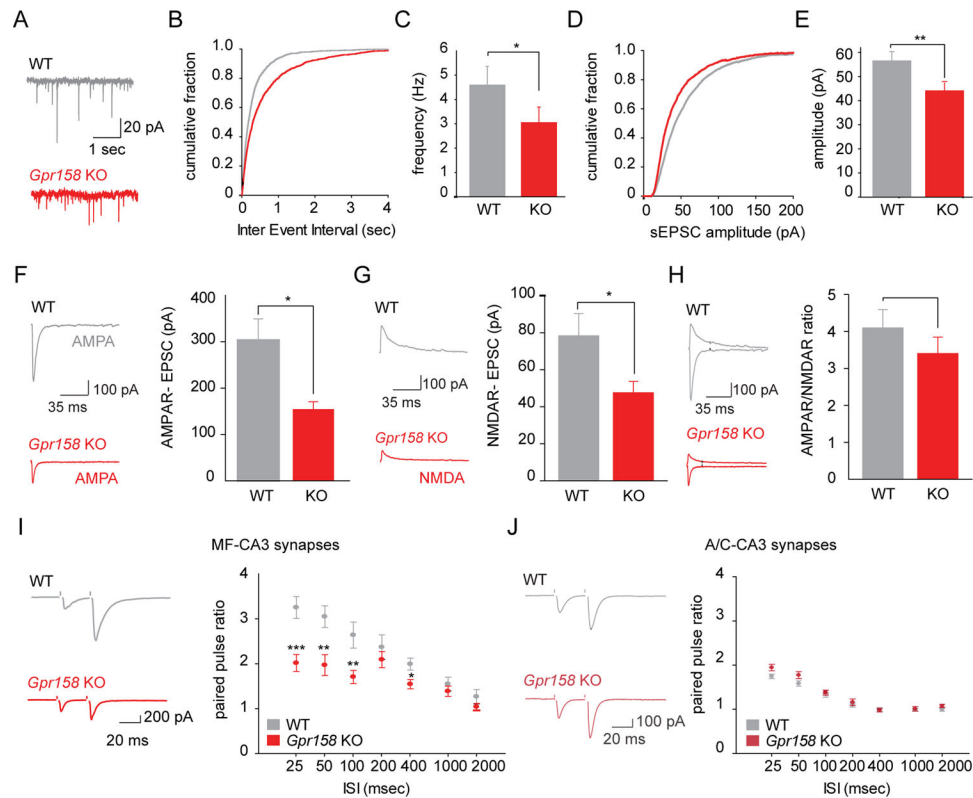 A
WT
20 pA
1 sec
Gpr158 KO
B
cumulative fraction
1.0
0.8
0.6
0.4
0.2
0
0 1 2 3 4
Inter Event Interval (sec)
C
frequency (Hz)
6
5
4
3
2
1
0
*
WT KO
D
cumulative fraction
1.0
0.8
0.6
0.4
0.2
0
0 50 100 150 200
sEPSC amplitude (pA)
E
amplitude (pA)
60
50
40
30
20
10
0
**
WT KO
F
WT
AMPA
100 pA
35 ms
Gpr158 KO
AMPA
AMPAR- EPSC (pA)
400
300
200
100
0
*
WT KO
G
WT
100 pA
35 ms
Gpr158 KO
NMDA
NMDAR- EPSC (pA)
100
80
60
40
20
0
*
WT KO
H
WT
100 pA
35 ms
Gpr158 KO
AMPAR/NMDAR ratio
5
4
3
2
1
0
WT KO
I
MF-CA3 synapses
WT
Gpr158 KO
200 pA
20 ms
paired pulse ratio
4
3
2
1
0
*** ** ** *
WT
Gpr158 KO
25 50 100 200 400 1000 2000
ISI (msec)
J
A/C-CA3 synapses
WT
Gpr158 KO
100 pA
20 ms
paired pulse ratio
4
3
2
1
0
WT
Gpr158 KO
25 50 100 200 400 1000 2000
ISI (msec)